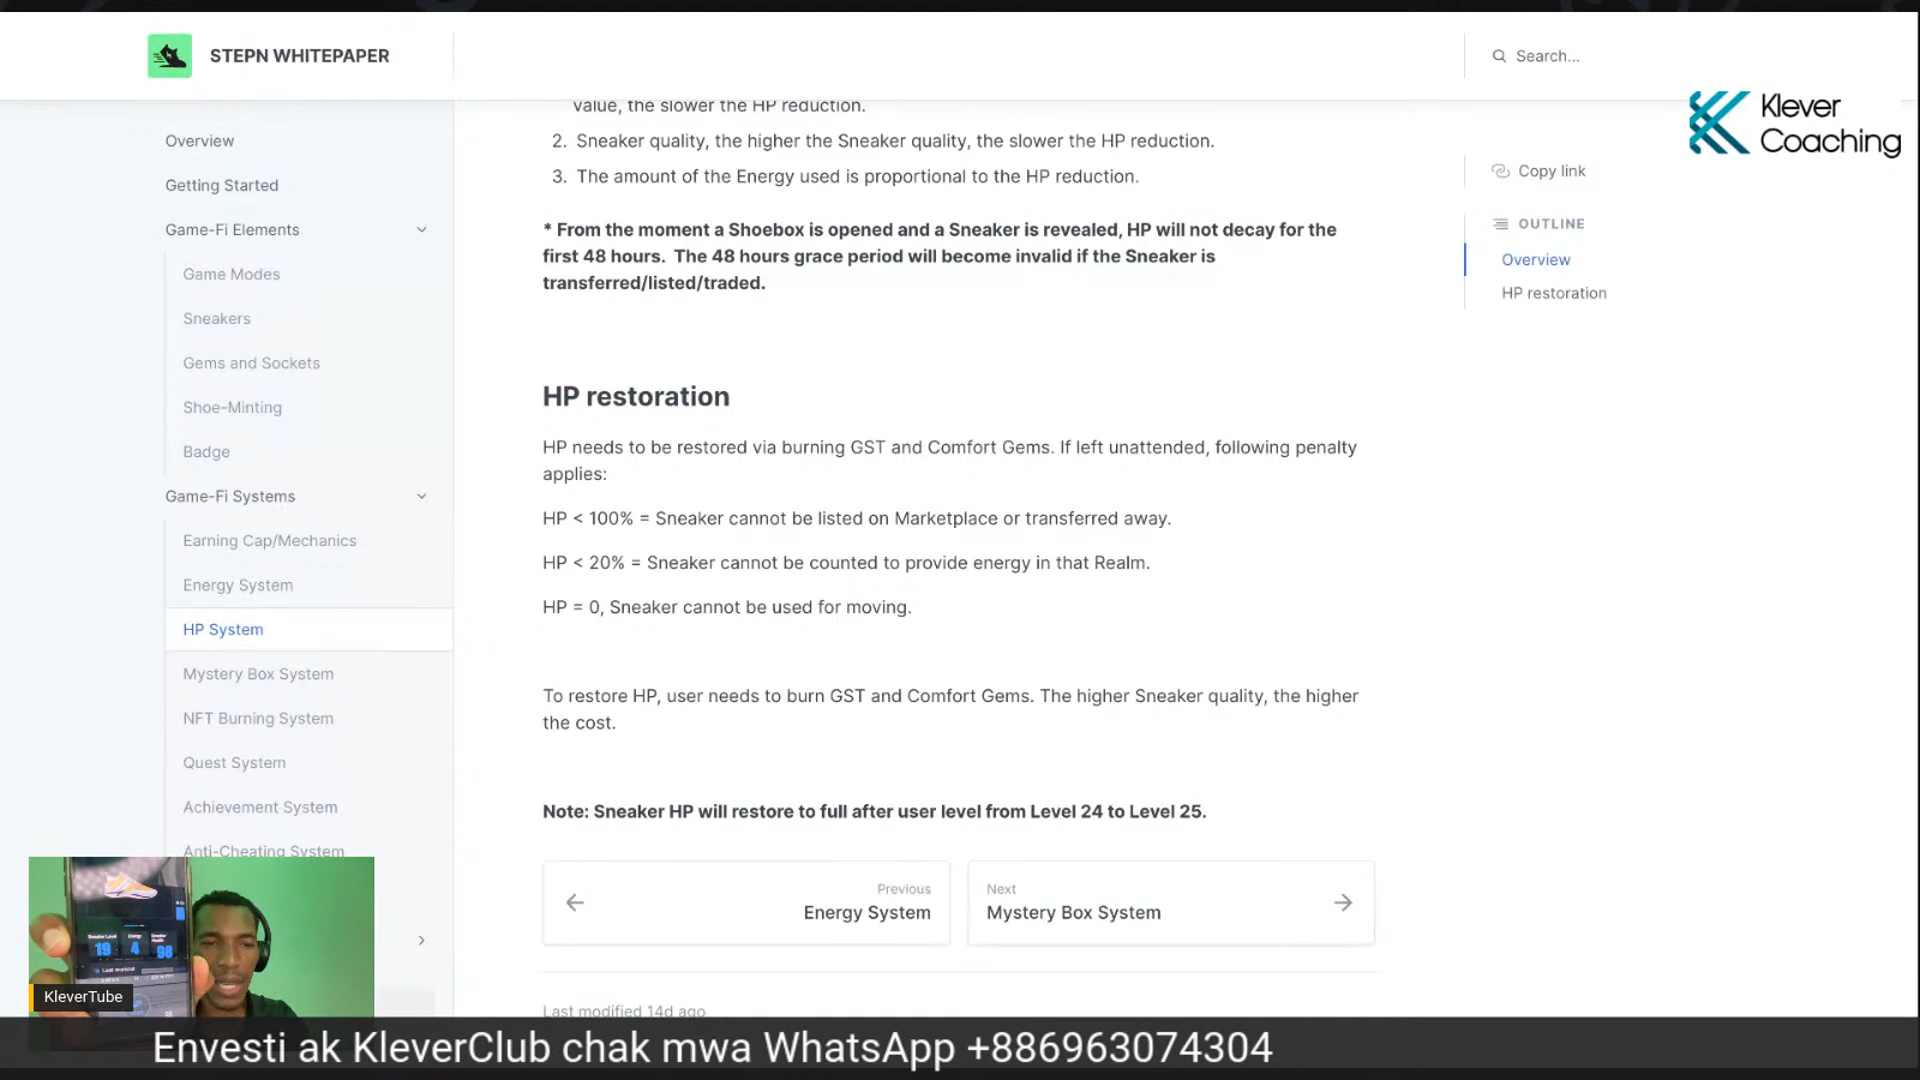 STEPN WHITEPAPER
Search...
Klever
Coaching
Overview
Getting Started
Game-Fi Elements
Game Modes
Sneakers
Gems and Sockets
Shoe-Minting
Badge
Game-Fi Systems
Earning Cap/Mechanics
Energy System
HP System
Mystery Box System
NFT Burning System
Quest System
Achievement System
Anti-Cheating System
value, the slower the HP reduction.
2. Sneaker quality, the higher the Sneaker quality, the slower the HP reduction.
3. The amount of the Energy used is proportional to the HP reduction.
* From the moment a Shoebox is opened and a Sneaker is revealed, HP will not decay for the
first 48 hours. The 48 hours grace period will become invalid if the Sneaker is
transferred/listed/traded.
HP restoration
HP needs to be restored via burning GST and Comfort Gems. If left unattended, following penalty
applies:
HP < 100% = Sneaker cannot be listed on Marketplace or transferred away.
HP < 20% = Sneaker cannot be counted to provide energy in that Realm.
HP = 0, Sneaker cannot be used for moving.
To restore HP, user needs to burn GST and Comfort Gems. The higher Sneaker quality, the higher
the cost.
Note: Sneaker HP will restore to full after user level from Level 24 to Level 25.
Previous
Energy System
Next
Mystery Box System
Last modified 14d ago
Copy link
OUTLINE
Overview
HP restoration
Sneaker Level Energy Sneaker Health
19 4 98
Last workout
KleverTube
Envesti ak KleverClub chak mwa WhatsApp +886963074304